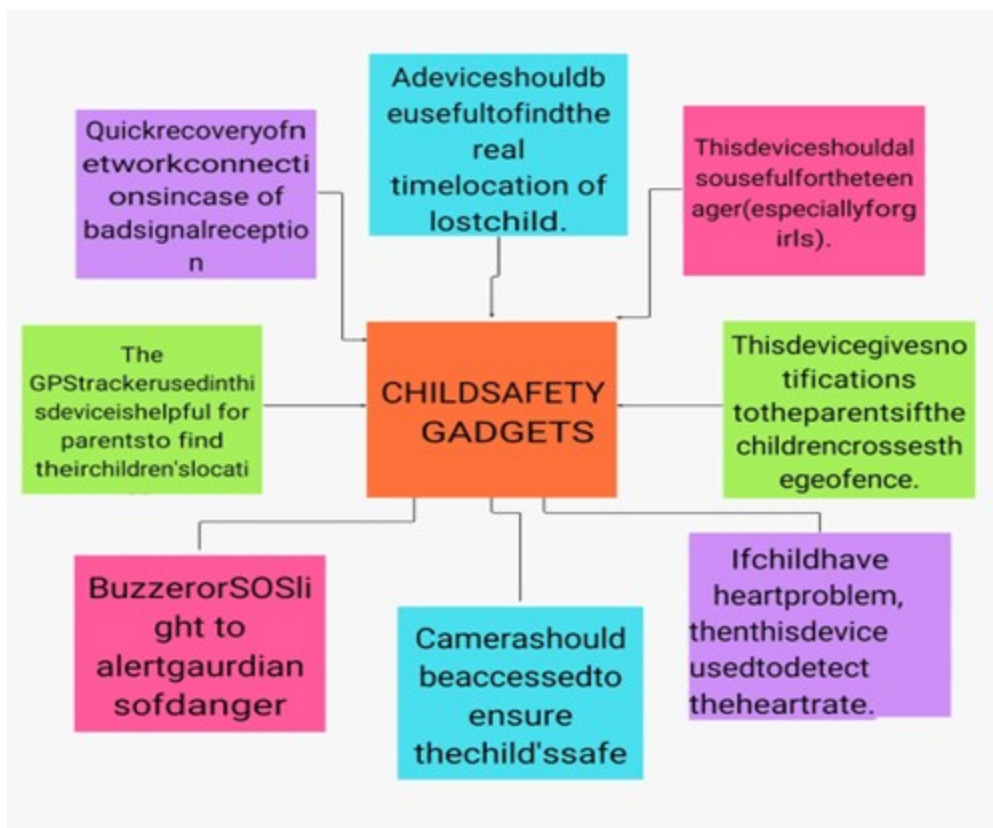 Adeviceshouldb
eusefultofindthe
real
timelocation of
lostchild.
Quickrecoveryofn
etworkconnecti
onsincase of
badsignalreceptio
n
Thisdeviceshouldal
sousefulfortheteen
ager(especiallyforg
irls).
The
GPStrackerusedinthi
sdeviceishelpful for
parentsto find
theirchildren'slocati
CHILDSAFETY
GADGETS
Thisdevicegivesno
tifications
totheparentsifthe
childrencrossesth
egeofence.
BuzzerorSOSli
ght to
alertgaurdian
sofdanger
Camerashould
beaccessedto
ensure
thechild'ssafe
Ifchildhave
heartproblem,
thenthisdevice
usedtodetect
theheartrate.